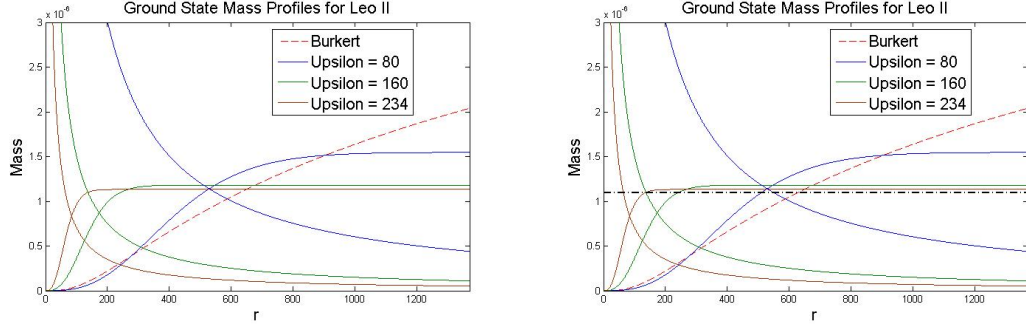 Ground State Mass Profiles for Leo II
x 10⁻⁶
3
2.5
2
1.5
1
0.5
0
Mass
Burkert
Upsilon = 80
Upsilon = 160
Upsilon = 234
0 200 400 600 800 1000 1200
r
Ground State Mass Profiles for Leo II
x 10⁻⁶
3
2.5
2
1.5
1
0.5
0
Mass
Burkert
Upsilon = 80
Upsilon = 160
Upsilon = 234
0 200 400 600 800 1000 1200
r